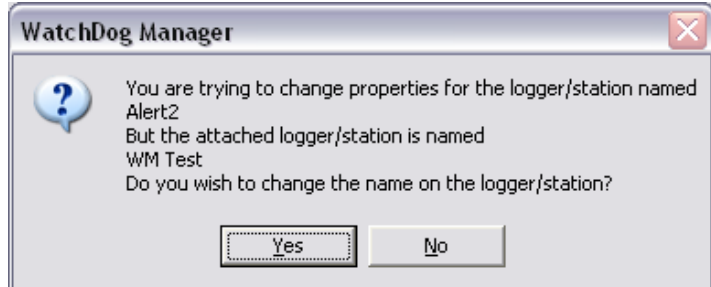 WatchDog Manager
You are trying to change properties for the logger/station named
Alert2
But the attached logger/station is named
WM Test
Do you wish to change the name on the logger/station?
Yes No